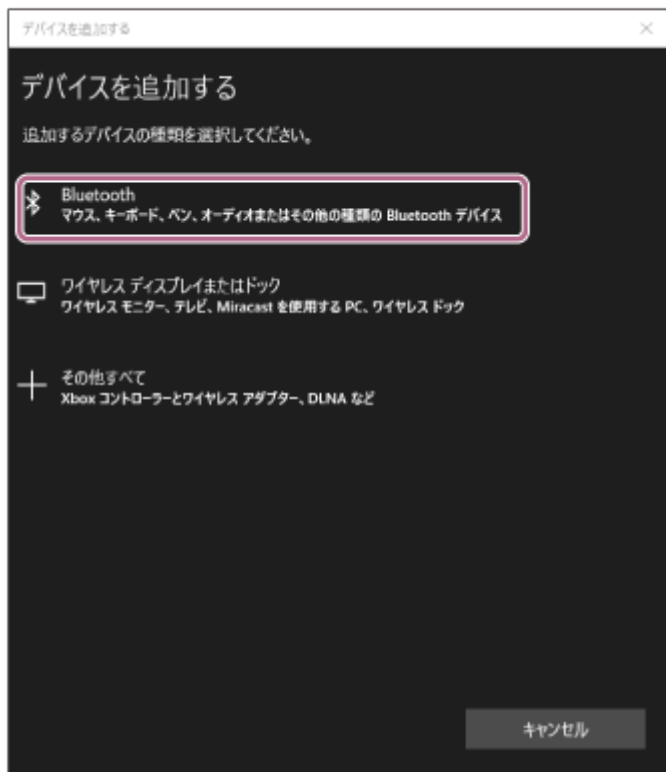 デバイスを追加する
デバイスを追加する
追加するデバイスの種類を選択してください。
Bluetooth
マウス、キーボード、ペン、オーディオまたはその他の種類の Bluetooth デバイス
ワイヤレス ディスプレイまたはドック
ワイヤレス モニター、テレビ、Miracast を使用する PC、ワイヤレス ドック
その他すべて
Xbox コントローラーとワイヤレス アダプター、DLNA など
キャンセル